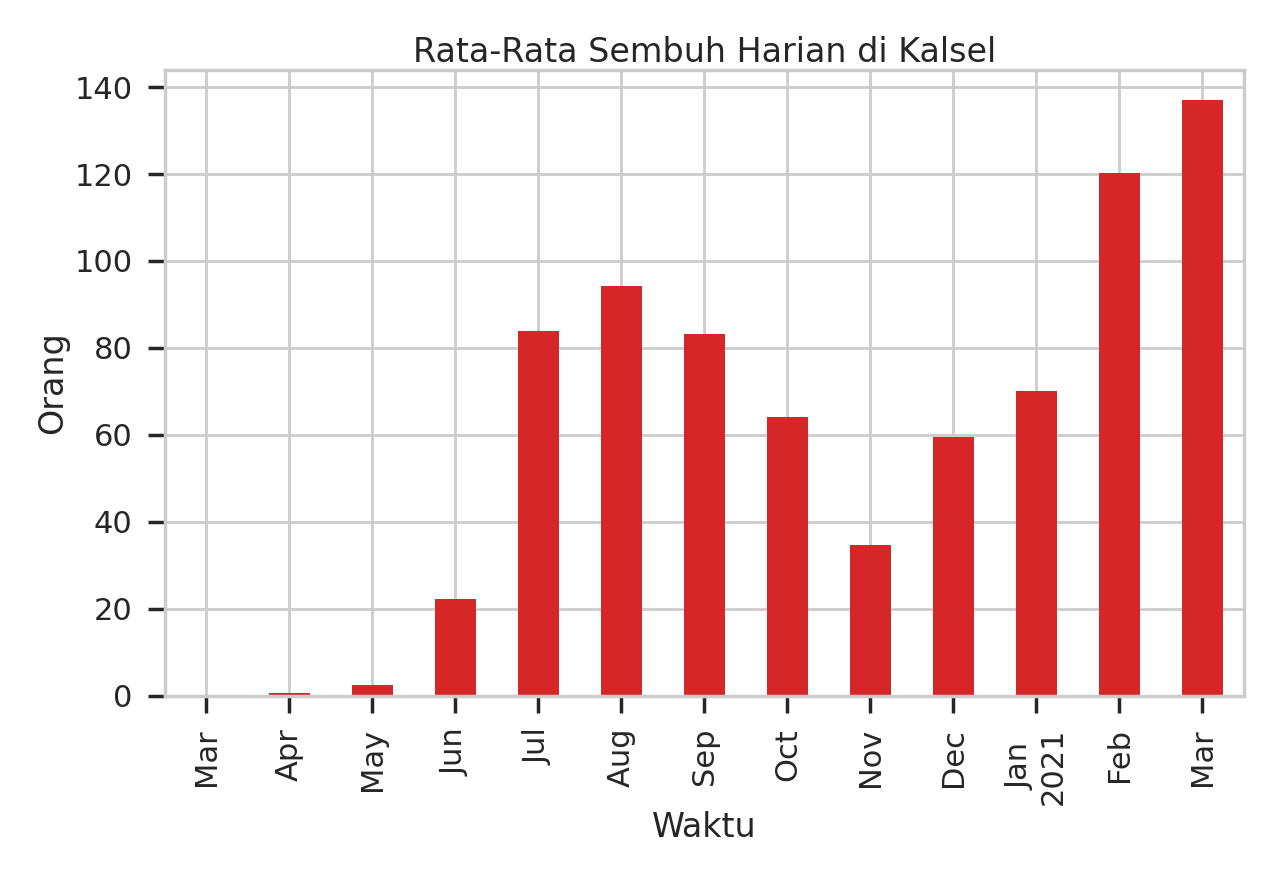 Rata-Rata Sembuh Harian di Kalsel
140
120
100
80
60
40
20
0
Orang
Mar
Apr
May
Jun
Jul
Aug
Sep
Oct
Nov
Dec
Jan
2021
Feb
Mar
Waktu